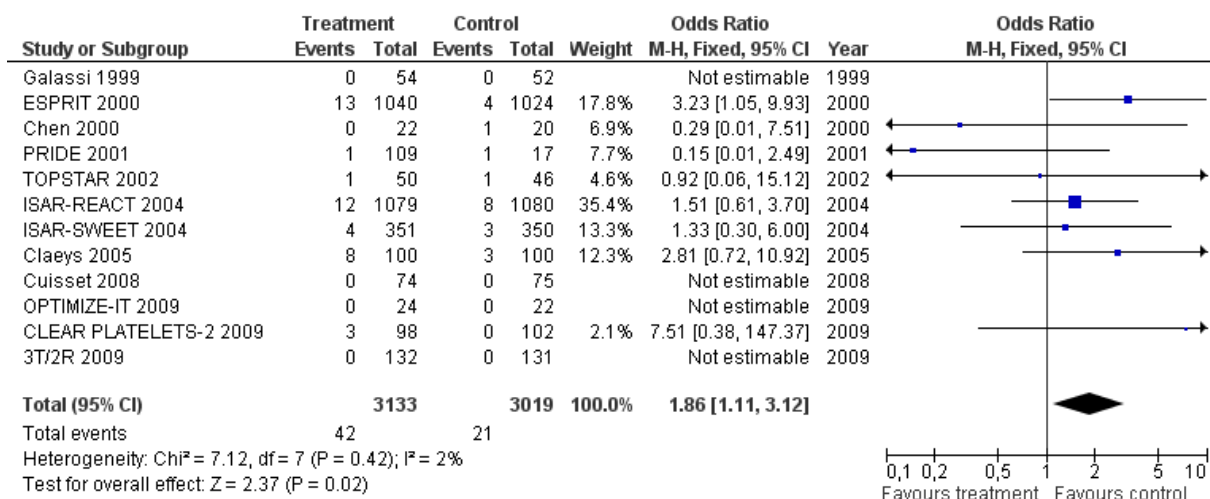 Treatment Control Odds Ratio Odds Ratio
Study or Subgroup Events Total Events Total Weight M-H, Fixed, 95% CI Year M-H, Fixed, 95% CI
Galassi 1999 0 54 0 52 Not estimable 1999
ESPRIT 2000 13 1040 4 1024 17.8% 3.23 [1.05, 9.93] 2000
Chen 2000 0 22 1 20 6.9% 0.29 [0.01, 7.51] 2000
PRIDE 2001 1 109 1 17 7.7% 0.15 [0.01, 2.49] 2001
TOPSTAR 2002 1 50 1 46 4.6% 0.92 [0.06, 15.12] 2002
ISAR-REACT 2004 12 1079 8 1080 35.4% 1.51 [0.61, 3.70] 2004
ISAR-SWEET 2004 4 351 3 350 13.3% 1.33 [0.30, 6.00] 2004
Claeys 2005 8 100 3 100 12.3% 2.81 [0.72, 10.92] 2005
Cuisset 2008 0 74 0 75 Not estimable 2008
OPTIMIZE-IT 2009 0 24 0 22 Not estimable 2009
CLEAR PLATELETS-2 2009 3 98 0 102 2.1% 7.51 [0.38, 147.37] 2009
3T/2R 2009 0 132 0 131 Not estimable 2009
Total (95% CI) 3133 3019 100.0% 1.86 [1.11, 3.12]
Total events 42 21
Heterogeneity: Chi² = 7.12, df = 7 (P = 0.42); I² = 2%
Test for overall effect: Z = 2.37 (P = 0.02)
0,1 0,2 0,5 1 2 5 10
Favours treatment Favours control